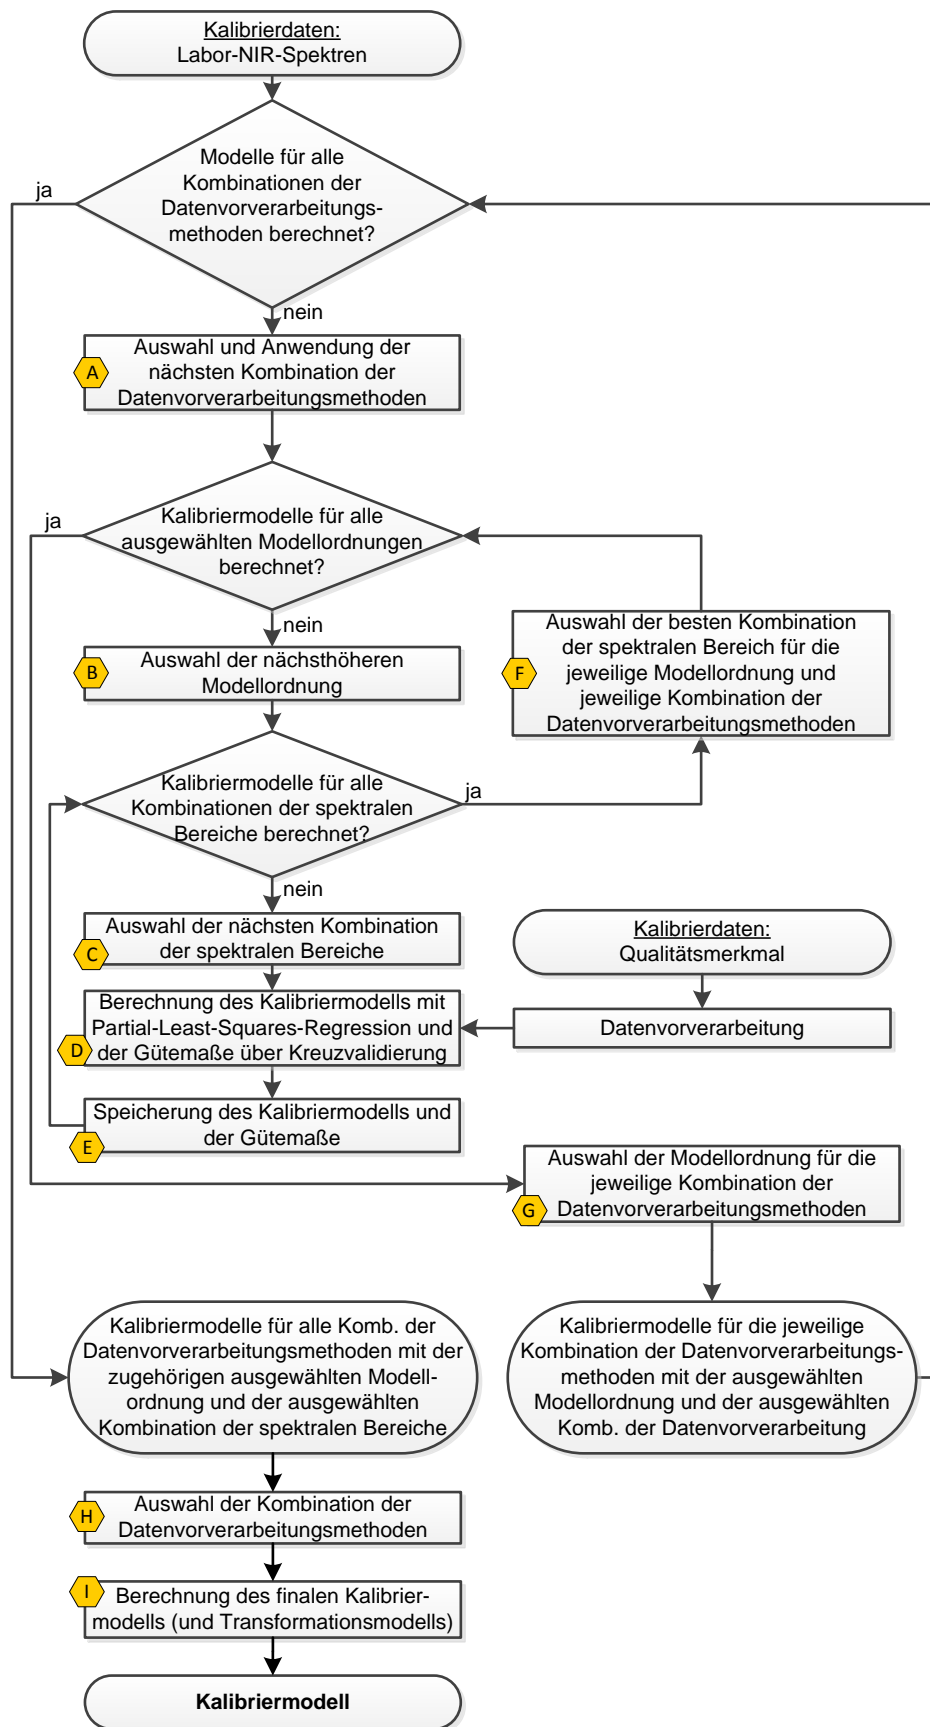 Kalibrierdaten:
Labor-NIR-Spektren
Modelle für alle
Kombinationen der
Datenvorverarbeitungs-
methoden berechnet?
ja
nein
Auswahl und Anwendung der
nächsten Kombination der
Datenvorverarbeitungsmethoden
A
Kalibriermodelle für alle
ausgewählten Modellordnungen
berechnet?
ja
nein
Auswahl der nächsthöheren
Modellordnung
B
Auswahl der besten Kombination
der spektralen Bereich für die
jeweilige Modellordnung und
jeweilige Kombination der
Datenvorverarbeitungsmethoden
F
Kalibriermodelle für alle
Kombinationen der spektralen
Bereiche berechnet?
ja
nein
Auswahl der nächsten Kombination
der spektralen Bereiche
C
Kalibrierdaten:
Qualitätsmerkmal
Datenvorverarbeitung
Berechnung des Kalibriermodells mit
Partial-Least-Squares-Regression und
der Gütemaße über Kreuzvalidierung
D
Speicherung des Kalibriermodells und
der Gütemaße
E
Auswahl der Modellordnung für die
jeweilige Kombination der
Datenvorverarbeitungsmethoden
G
Kalibriermodelle für alle Komb. der
Datenvorverarbeitungsmethoden mit der
zugehörigen ausgewählten Modell-
ordnung und der ausgewählten
Kombination der spektralen Bereiche
Kalibriermodelle für die jeweilige
Kombination der Datenvorverarbeitungs-
methoden mit der ausgewählten
Modellordnung und der ausgewählten
Komb. der Datenvorverarbeitung
Auswahl der Kombination der
Datenvorverarbeitungsmethoden
H
Berechnung des finalen Kalibrier-
modells (und Transformationsmodells)
I
Kalibriermodell